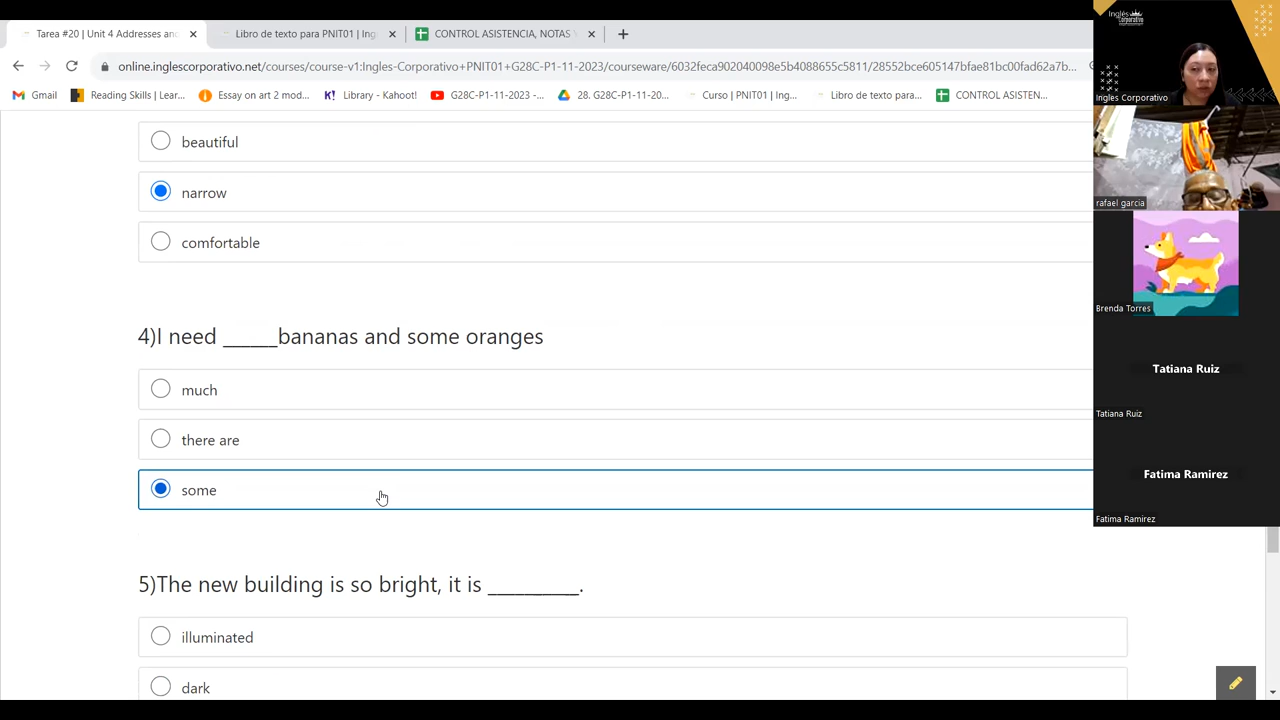 Tarea #20 | Unit 4 Addresses and
Libro de texto para PNIT01 | Ing
CONTROL ASISTENCIA, NOTAS
online.inglescorporativo.net/courses/course-v1:Ingles-Corporativo+PNIT01+G28C-P1-11-2023/courseware/6032feca902040098e5b4088655c5811/28552bce605147bfae81bc00fad62a7b...
Gmail
Reading Skills | Lear...
Essay on art 2 mod...
Library - Kano
G28C-P1-11-2023 -...
28. G28C-P1-11-20
Curso | PNIT01 | Ing...
Libro de texto para...
CONTROL ASISTEN...
beautiful
narrow
comfortable
4)I need ______bananas and some oranges
much
there are
some
5)The new building is so bright, it is __________.
illuminated
dark
Inglés
Corporativo
Ingles Corporativo
rafael garcia
Brenda Torres
Tatiana Ruiz
Tatiana Ruiz
Fatima Ramirez
Fatima Ramirez